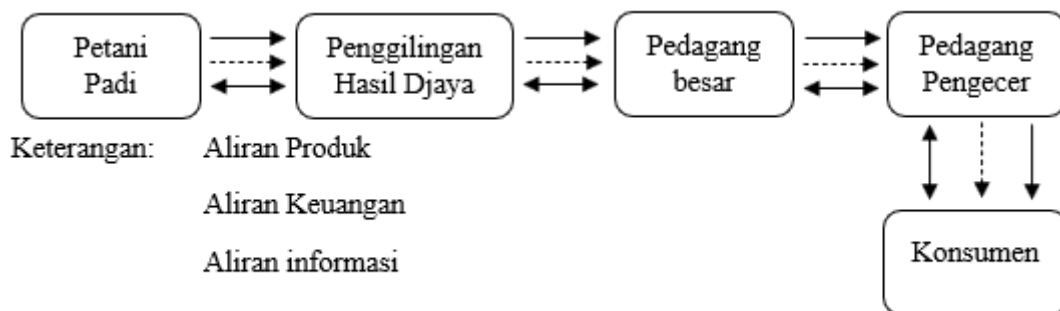 Petani
Padi
Penggilingan
Hasil Djaya
Pedagang
besar
Pedagang
Pengecer
Keterangan:
Aliran Produk
Aliran Keuangan
Aliran informasi
Konsumen